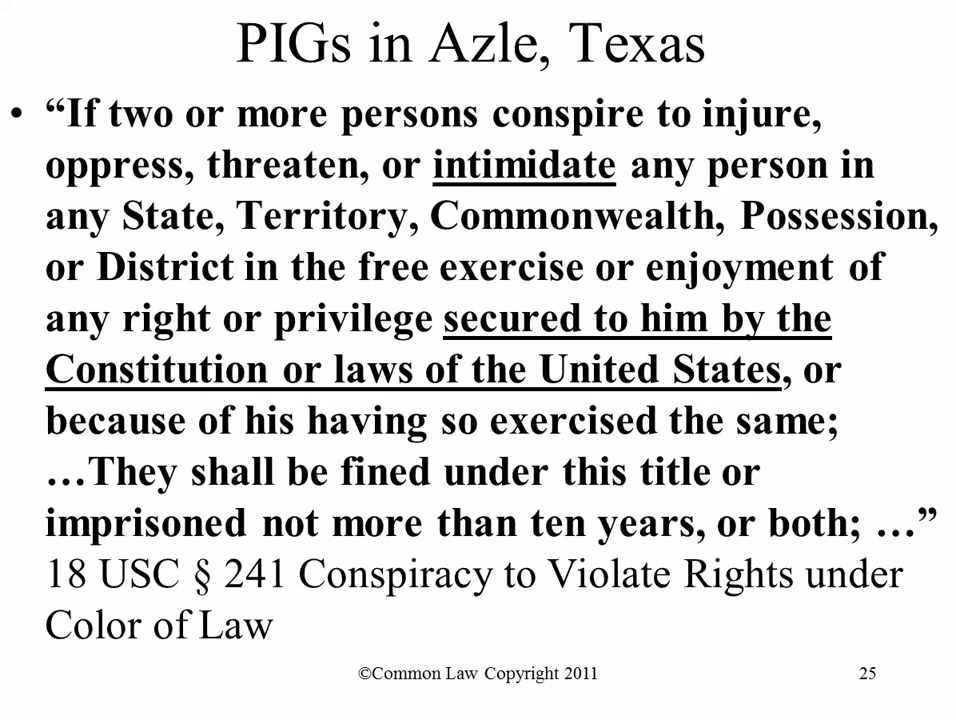 PIGs in Azle, Texas
• “If two or more persons conspire to injure,
oppress, threaten, or intimidate any person in
any State, Territory, Commonwealth, Possession,
or District in the free exercise or enjoyment of
any right or privilege secured to him by the
Constitution or laws of the United States, or
because of his having so exercised the same;
…They shall be fined under this title or
imprisoned not more than ten years, or both; …”
18 USC § 241 Conspiracy to Violate Rights under
Color of Law
©Common Law Copyright 2011 25